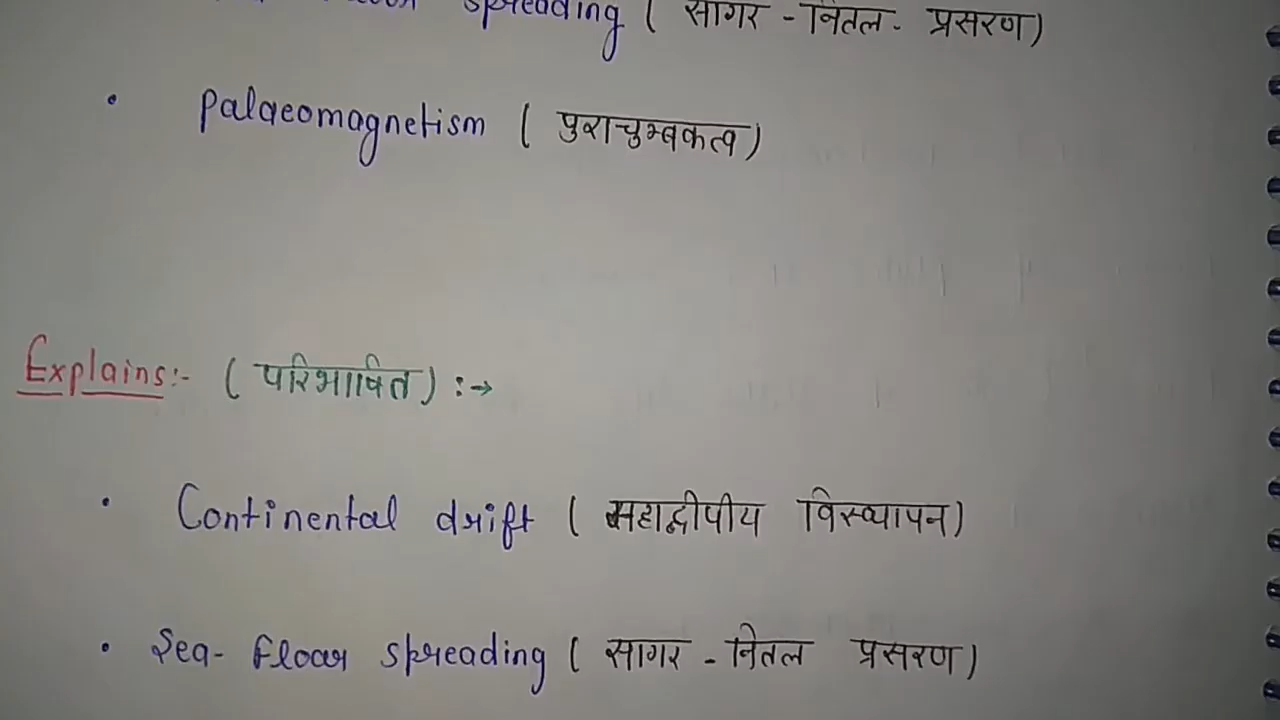 spreading ( सागर - नितल - प्रसरण)
• Palaeomagnetism ( पुराचुम्बकत्व)
Explains:- ( परिभाषित) :→
• Continental drift ( महाद्वीपीय विस्थापन)
• Sea- floor spreading ( सागर - नितल प्रसरण)